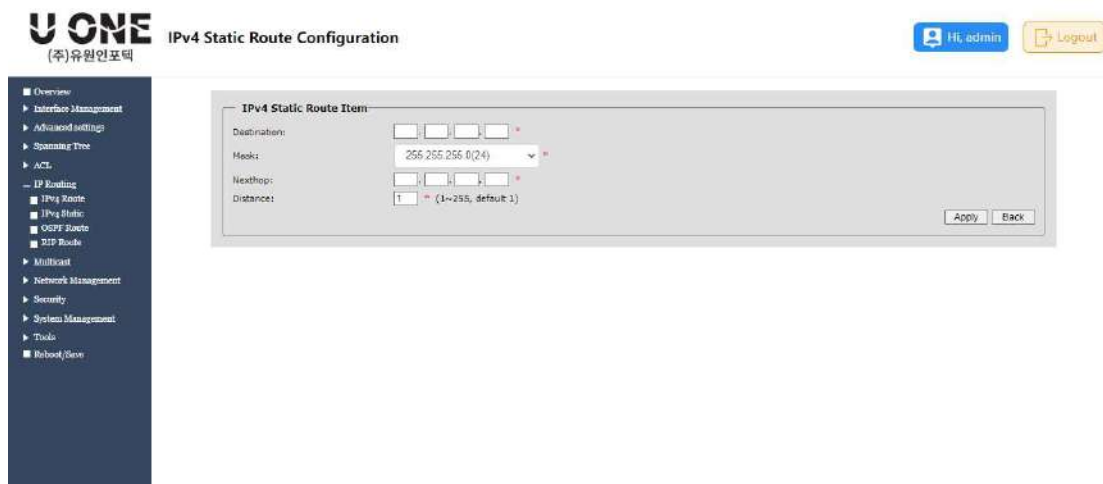 U ONE
(주)유원인포텍
IPv4 Static Route Configuration
Hi, admin
Logout
Overview
Interface Management
Advanced settings
Spanning Tree
ACL
IP Routing
IPv4 Route
IPv4 Static
OSPF Route
RIP Route
Multicast
Network Management
Security
System Management
Tools
Reboot/Save
IPv4 Static Route Item
Destination: . . . *
Mask: 255.255.255.0(24) *
Nexthop: . . . *
Distance: 1 * (1~255, default 1)
Apply Back